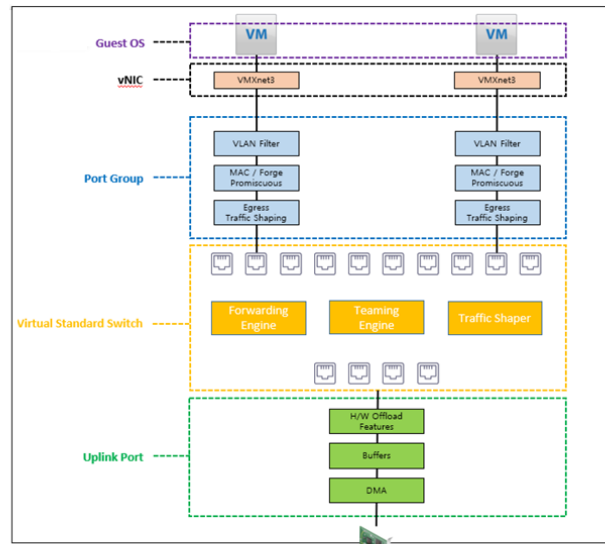 Guest OS
VM
VM
vNIC
VMXnet3
VMXnet3
Port Group
VLAN Filter
VLAN Filter
MAC / Forge
Promiscuous
MAC / Forge
Promiscuous
Egress
Traffic Shaping
Egress
Traffic Shaping
Virtual Standard Switch
Forwarding
Engine
Teaming
Engine
Traffic Shaper
Uplink Port
H/W Offload
Features
Buffers
DMA